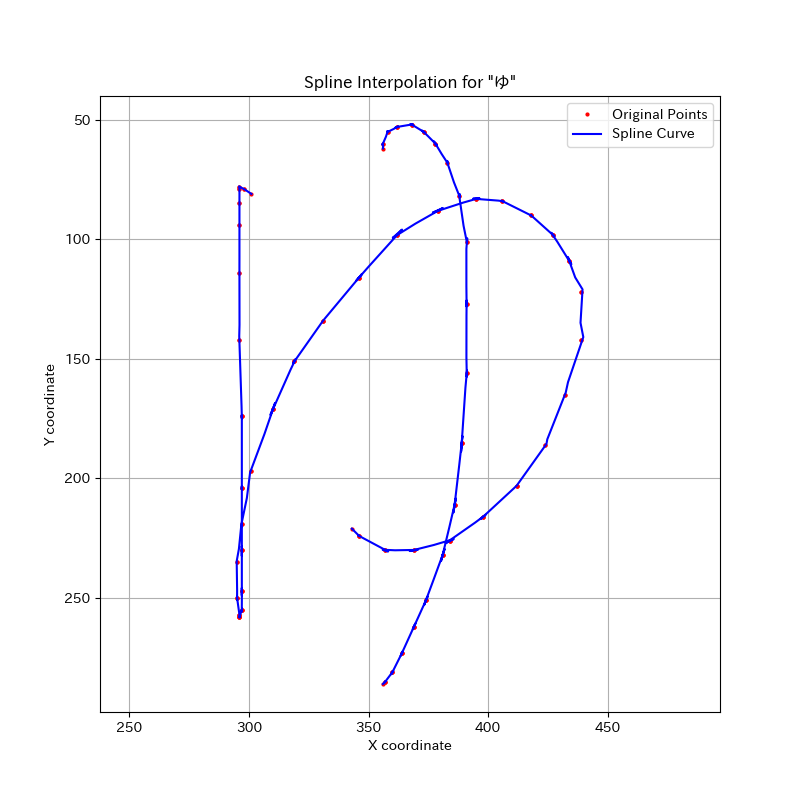 Spline Interpolation for "ゆ"
Original Points
Spline Curve
50
100
150
200
250
Y coordinate
250
300
350
400
450
X coordinate
ゆ